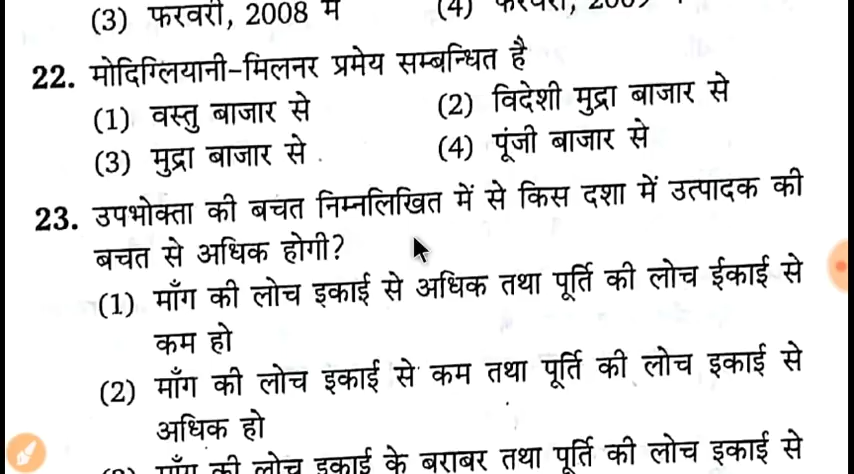 (3) फरवरी, 2008 में (4)
22. मोदिग्लियानी-मिलनर प्रमेय सम्बन्धित है
(1) वस्तु बाजार से (2) विदेशी मुद्रा बाजार से
(3) मुद्रा बाजार से (4) पूंजी बाजार से
23. उपभोक्ता की बचत निम्नलिखित में से किस दशा में उत्पादक की
बचत से अधिक होगी?
(1) माँग की लोच इकाई से अधिक तथा पूर्ति की लोच ईकाई से
कम हो
(2) माँग की लोच इकाई से कम तथा पूर्ति की लोच इकाई से
अधिक हो
माँग की लोच इकाई के बराबर तथा पूर्ति की लोच इकाई से